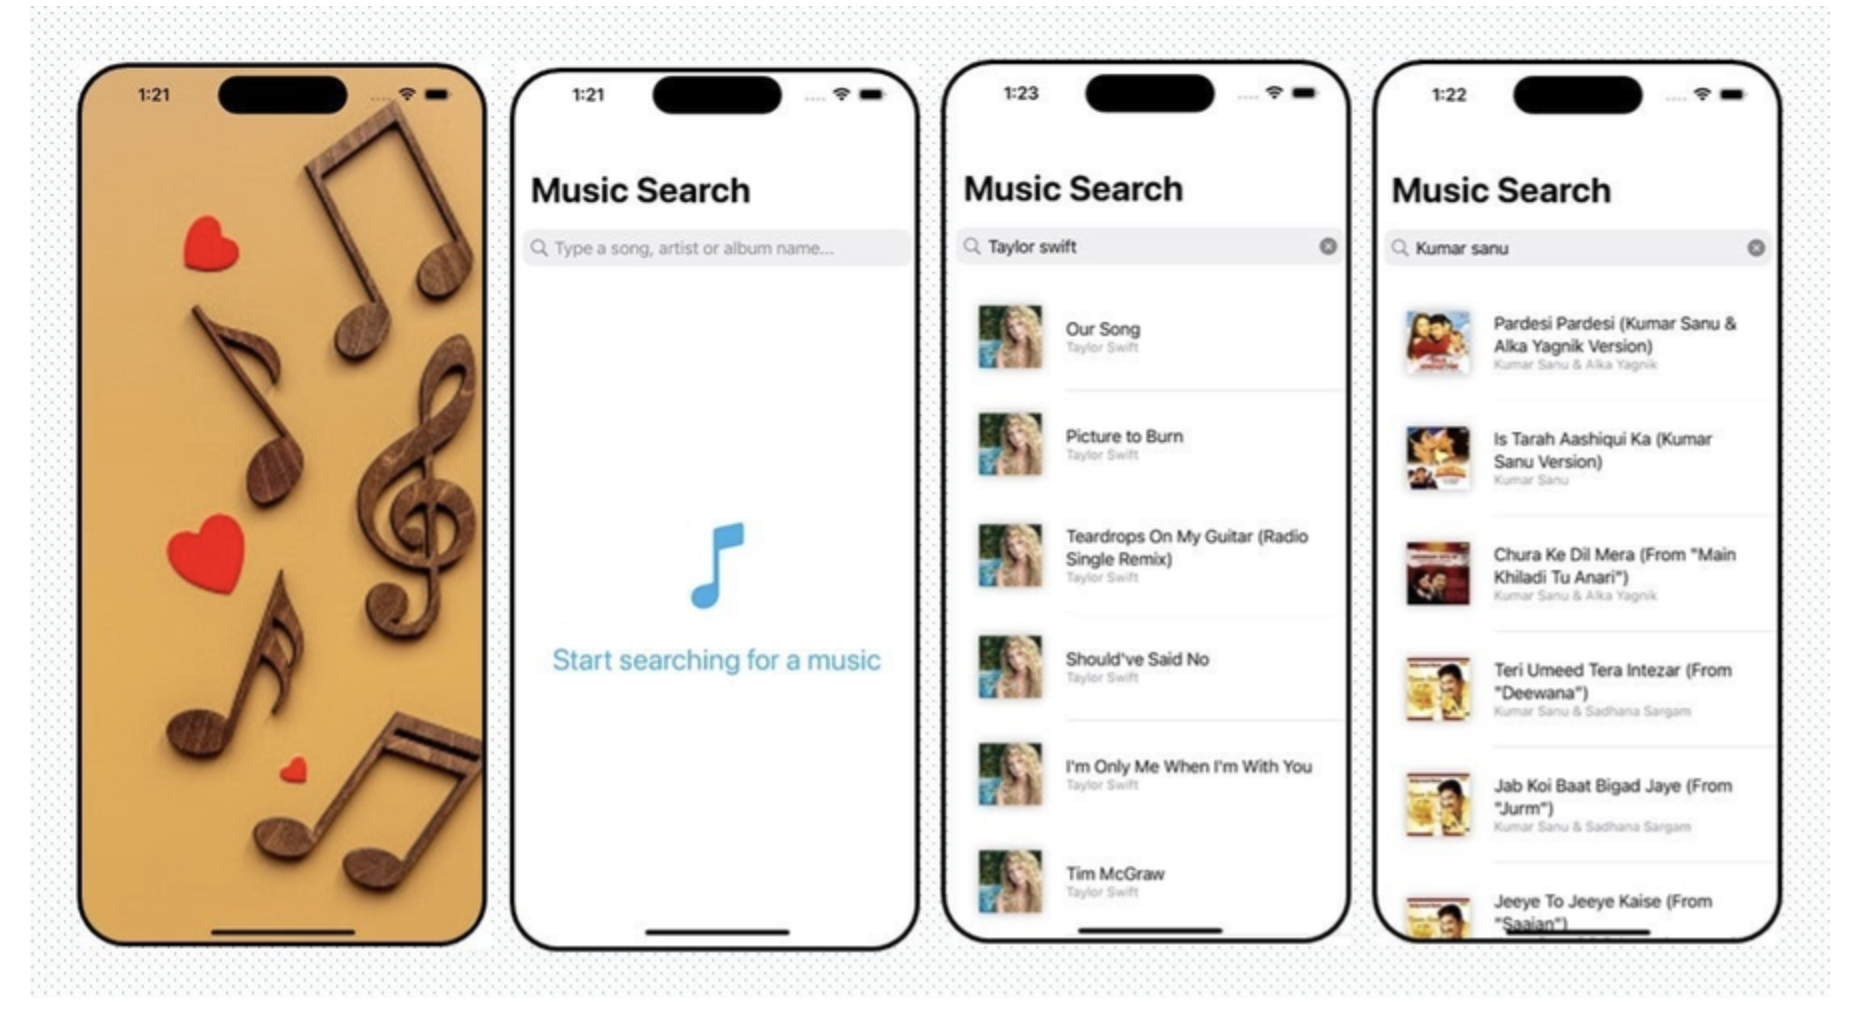 1:21
1:21
Music Search
Type a song, artist or album name...
Start searching for a music
1:23
Music Search
Taylor swift
Our Song
Taylor Swift
Picture to Burn
Taylor Swift
Teardrops On My Guitar (Radio
Single Remix)
Taylor Swift
Should've Said No
Taylor Swift
I'm Only Me When I'm With You
Taylor Swift
Tim McGraw
Taylor Swift
1:22
Music Search
Kumar sanu
Pardesi Pardesi (Kumar Sanu &
Alka Yagnik Version)
Kumar Sanu & Alka Yagnik
Is Tarah Aashiqui Ka (Kumar
Sanu Version)
Kumar Sanu
Chura Ke Dil Mera (From "Main
Khiladi Tu Anari")
Kumar Sanu & Alka Yagnik
Teri Umeed Tera Intezar (From
"Deewana")
Kumar Sanu & Sadhana Sargam
Jab Koi Baat Bigad Jaye (From
"Jurm")
Kumar Sanu & Sadhana Sargam
Jeeye To Jeeye Kaise (From
"Saajan")